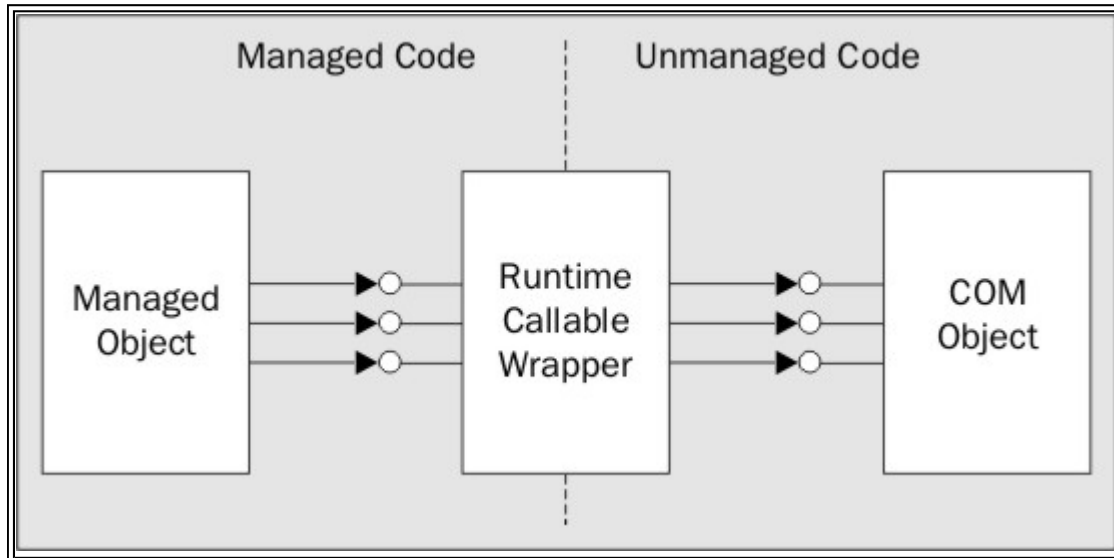 Managed Code
Unmanaged Code
Managed
Object
Runtime
Callable
Wrapper
COM
Object